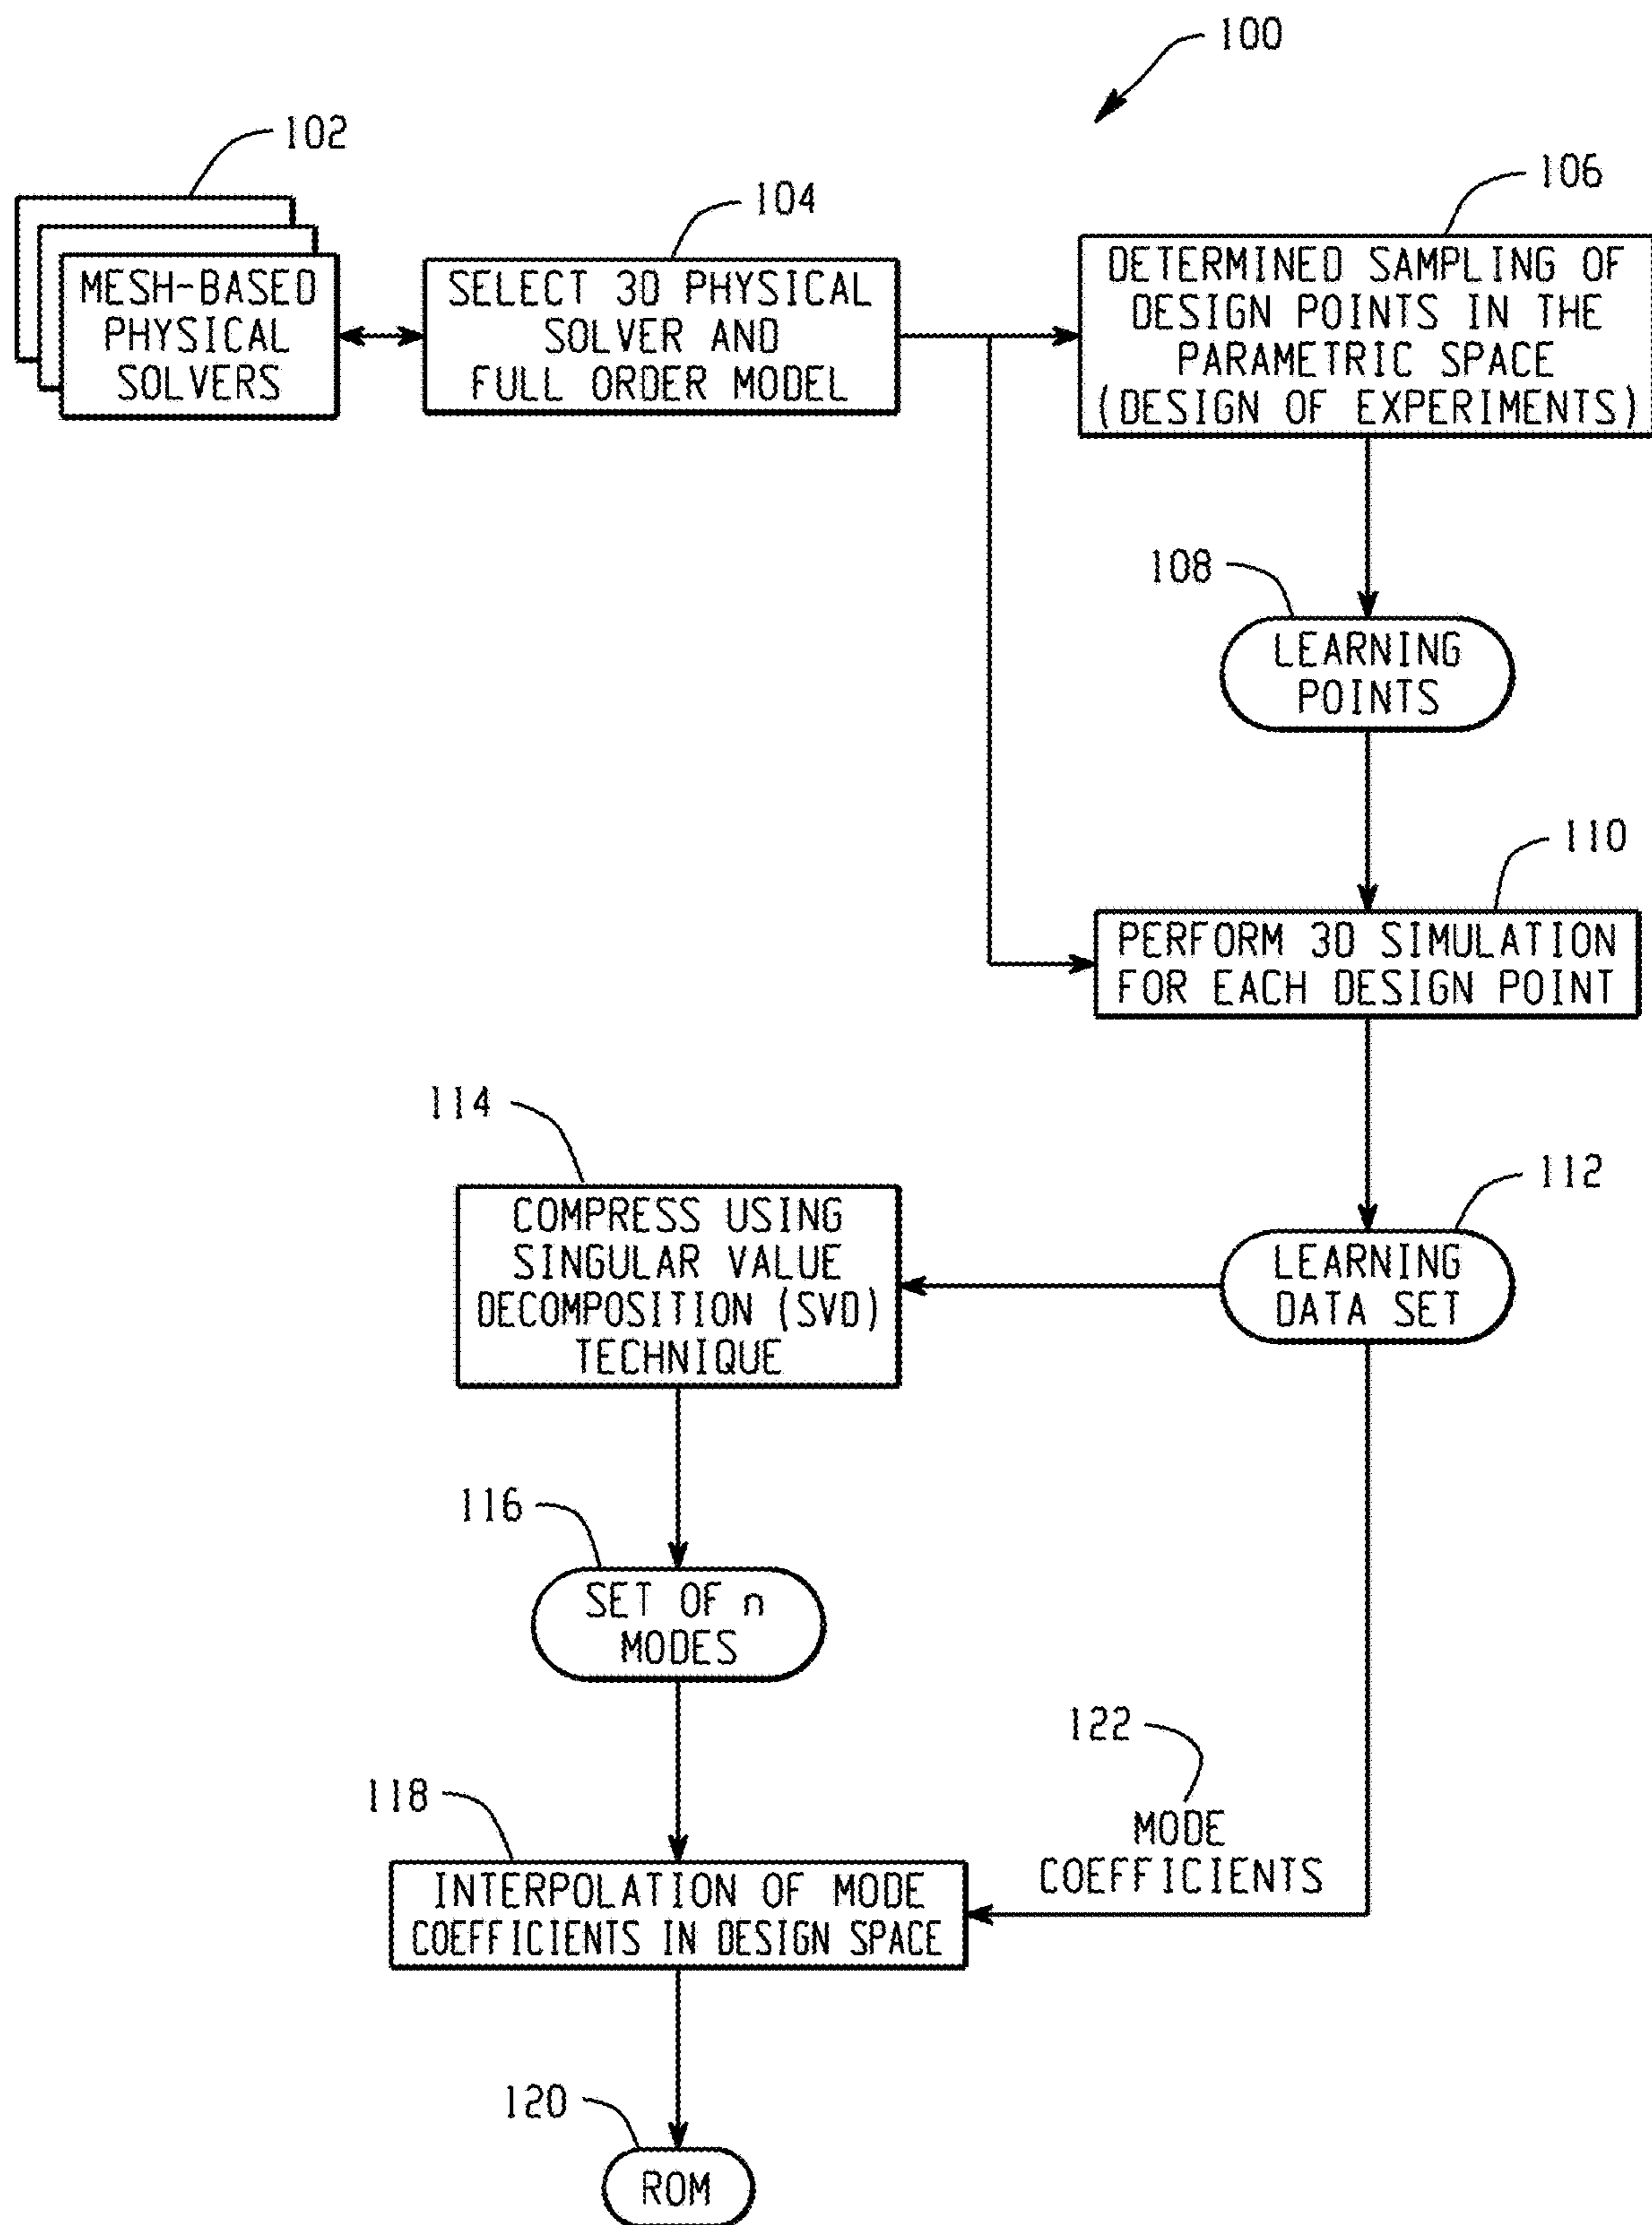 100
102
104
106
MESH-BASED
PHYSICAL
SOLVERS
SELECT 3D PHYSICAL
SOLVER AND
FULL ORDER MODEL
DETERMINED SAMPLING OF
DESIGN POINTS IN THE
PARAMETRIC SPACE
(DESIGN OF EXPERIMENTS)
108
LEARNING
POINTS
110
PERFORM 3D SIMULATION
FOR EACH DESIGN POINT
114
COMPRESS USING
SINGULAR VALUE
DECOMPOSITION (SVD)
TECHNIQUE
112
LEARNING
DATA SET
116
SET OF n
MODES
122
MODE
COEFFICIENTS
118
INTERPOLATION OF MODE
COEFFICIENTS IN DESIGN SPACE
120
ROM